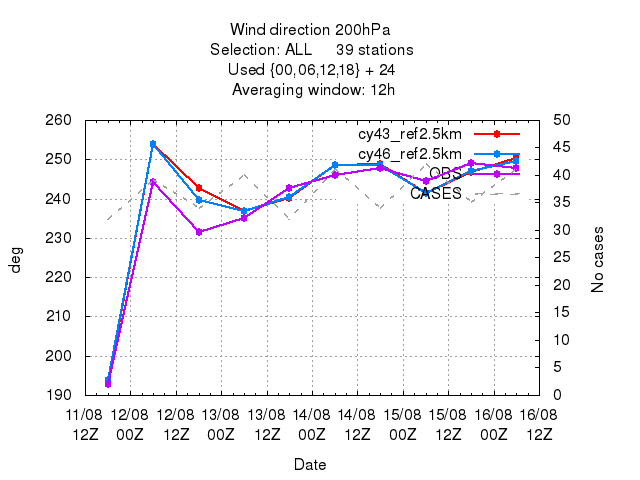 Wind direction 200hPa
Selection: ALL 39 stations
Used {00,06,12,18} + 24
Averaging window: 12h
cy43_ref2.5km
cy46_ref2.5km
OBS
CASES
260
250
240
230
220
210
200
190
deg
50
45
40
35
30
25
20
15
10
5
0
No cases
11/08 12/08 12/08 13/08 13/08 14/08 14/08 15/08 15/08 16/08 16/08
12Z 00Z 12Z 00Z 12Z 00Z 12Z 00Z 12Z 00Z 12Z
Date